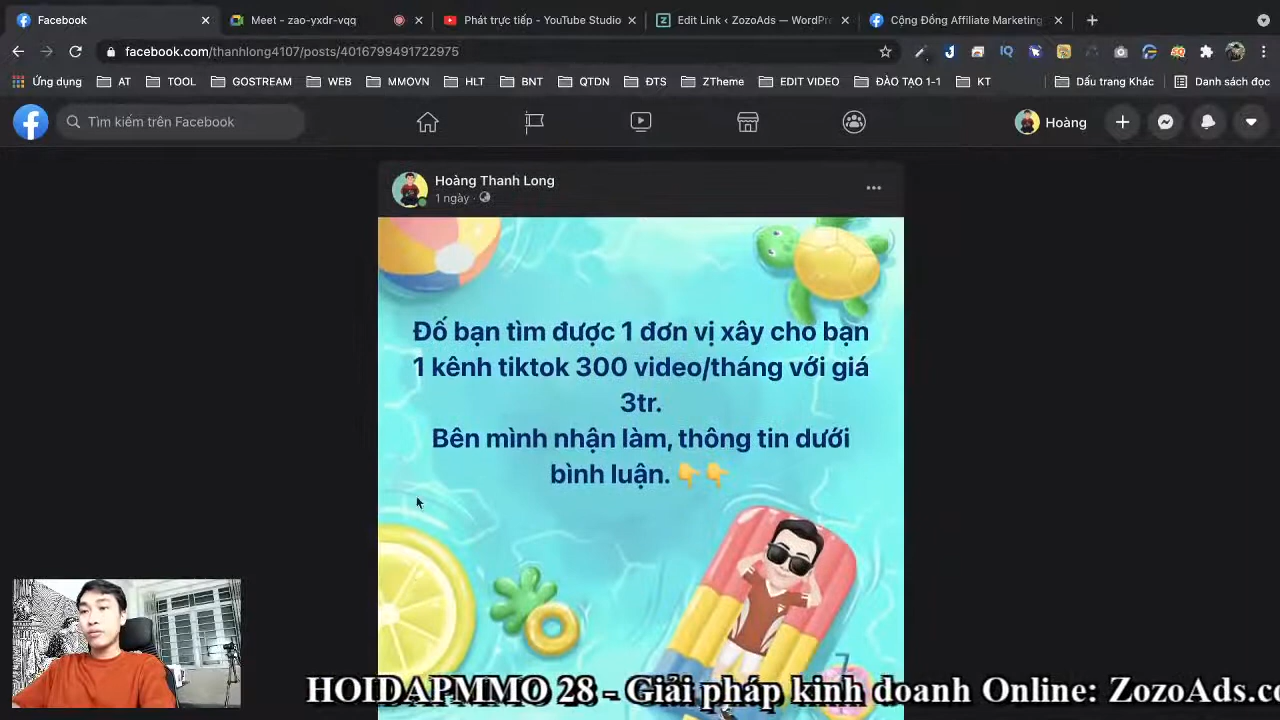 Facebook
Meet - zao-yxdr-vqq
Phát trực tiếp - YouTube Studio
Edit Link ‹ ZozoAds — WordPr
Cộng Đồng Affiliate Marketing
facebook.com/thanhlong4107/posts/4016799491722975
Ứng dụng
AT
TOOL
GOSTREAM
WEB
MMOVN
HLT
BNT
QTDN
ĐTS
ZTheme
EDIT VIDEO
ĐÀO TẠO 1-1
KT
Dấu trang Khác
Danh sách đọc
Tìm kiếm trên Facebook
Hoàng
Hoàng Thanh Long
1 ngày ·
Đố bạn tìm được 1 đơn vị xây cho bạn
1 kênh tiktok 300 video/tháng với giá
3tr.
Bên mình nhận làm, thông tin dưới
bình luận. 👇👇
HOIDAPMMO 28 - Giải pháp kinh doanh Online: ZozoAds.co